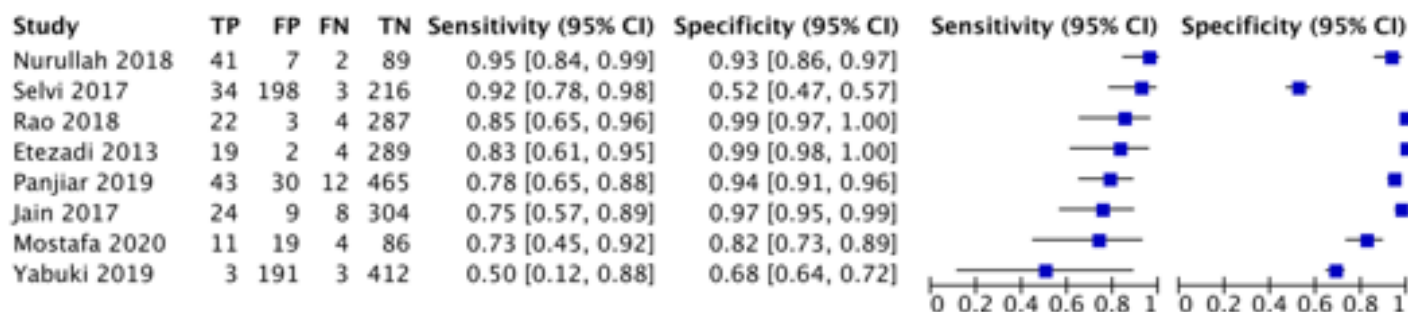 Study TP FP FN TN Sensitivity (95% CI) Specificity (95% CI) Sensitivity (95% CI) Specificity (95% CI)
Nurullah 2018 41 7 2 89 0.95 [0.84, 0.99] 0.93 [0.86, 0.97]
Selvi 2017 34 198 3 216 0.92 [0.78, 0.98] 0.52 [0.47, 0.57]
Rao 2018 22 3 4 287 0.85 [0.65, 0.96] 0.99 [0.97, 1.00]
Etezadi 2013 19 2 4 289 0.83 [0.61, 0.95] 0.99 [0.98, 1.00]
Panjiar 2019 43 30 12 465 0.78 [0.65, 0.88] 0.94 [0.91, 0.96]
Jain 2017 24 9 8 304 0.75 [0.57, 0.89] 0.97 [0.95, 0.99]
Mostafa 2020 11 19 4 86 0.73 [0.45, 0.92] 0.82 [0.73, 0.89]
Yabuki 2019 3 191 3 412 0.50 [0.12, 0.88] 0.68 [0.64, 0.72]
0 0.2 0.4 0.6 0.8 1 0 0.2 0.4 0.6 0.8 1